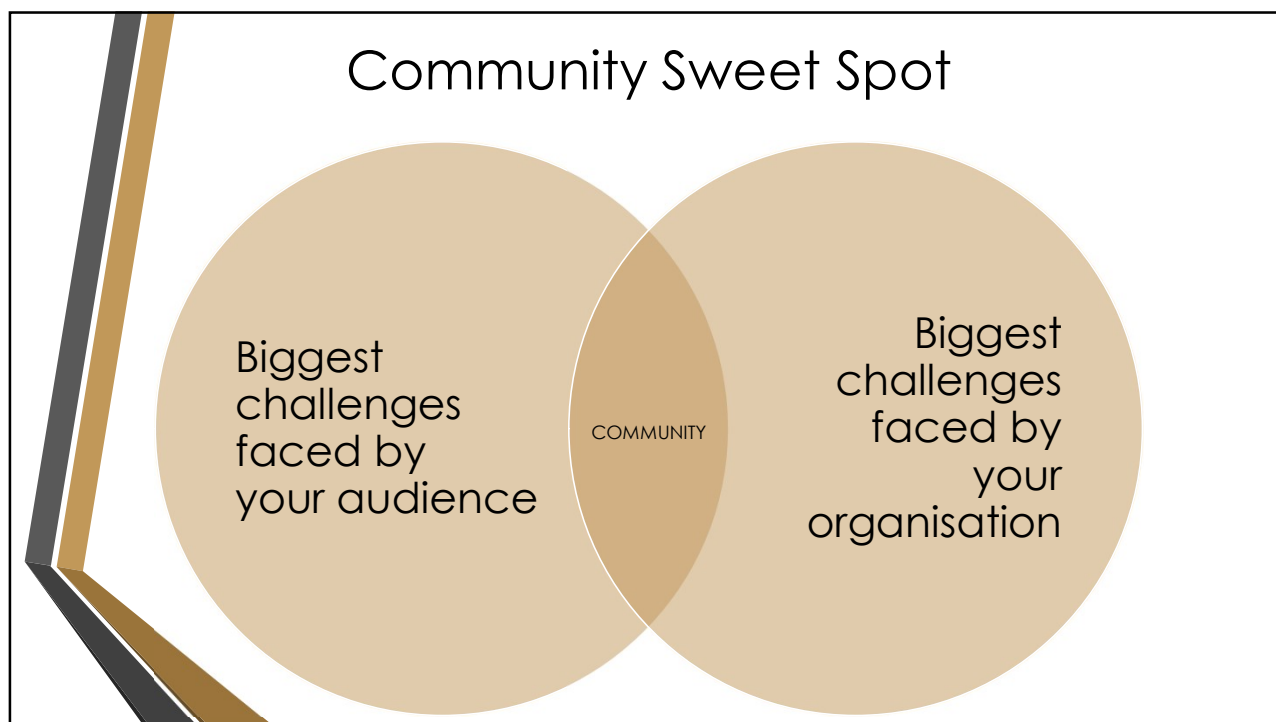 Community Sweet Spot
Biggest
challenges
faced by
your audience
COMMUNITY
Biggest
challenges
faced by
your
organisation